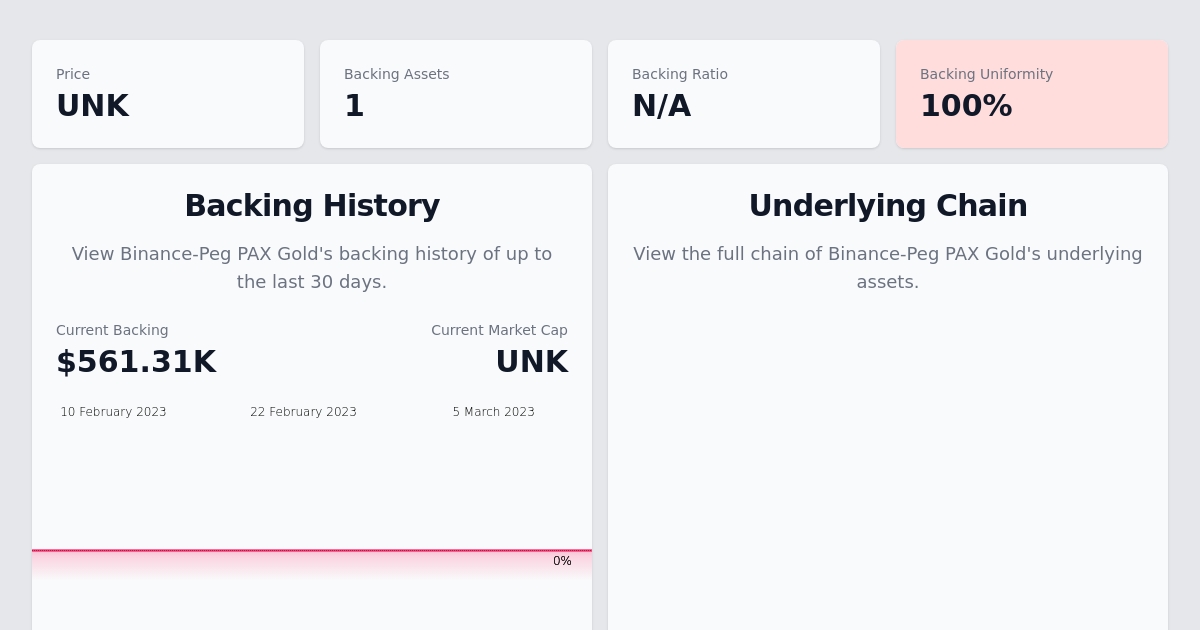 Price
UNK
Backing Assets
1
Backing Ratio
N/A
Backing Uniformity
100%
Backing History
View Binance-Peg PAX Gold's backing history of up to
the last 30 days.
Current Backing
$561.31K
Current Market Cap
UNK
10 February 2023
22 February 2023
5 March 2023
0%
Underlying Chain
View the full chain of Binance-Peg PAX Gold's underlying
assets.